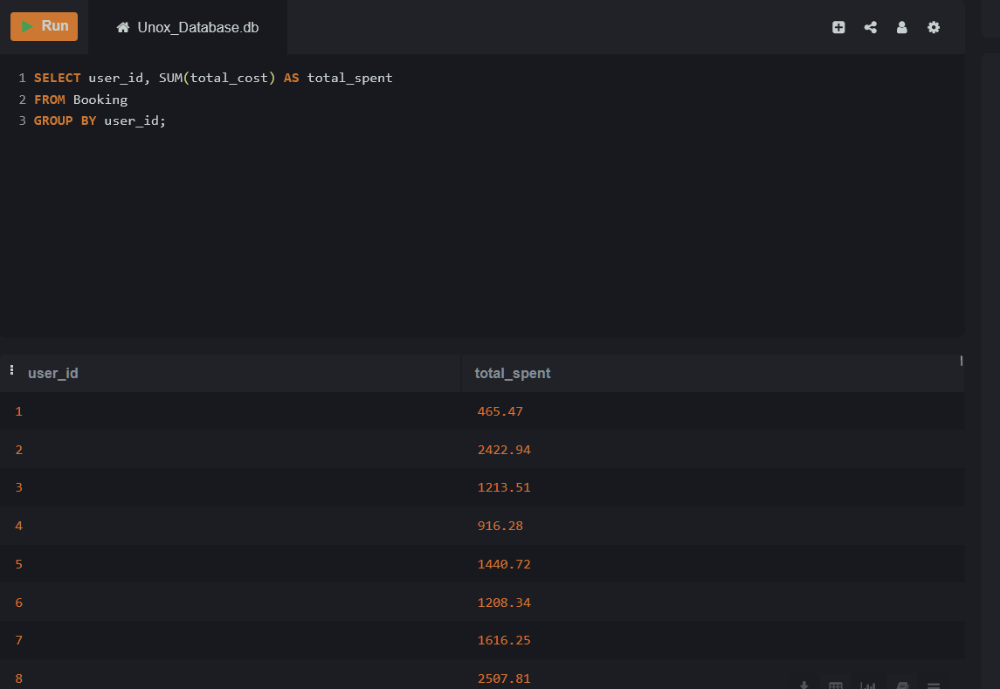 Run
Unox_Database.db
1 SELECT user_id, SUM(total_cost) AS total_spent
2 FROM Booking
3 GROUP BY user_id;
user_id total_spent
1 465.47
2 2422.94
3 1213.51
4 916.28
5 1440.72
6 1208.34
7 1616.25
8 2507.81